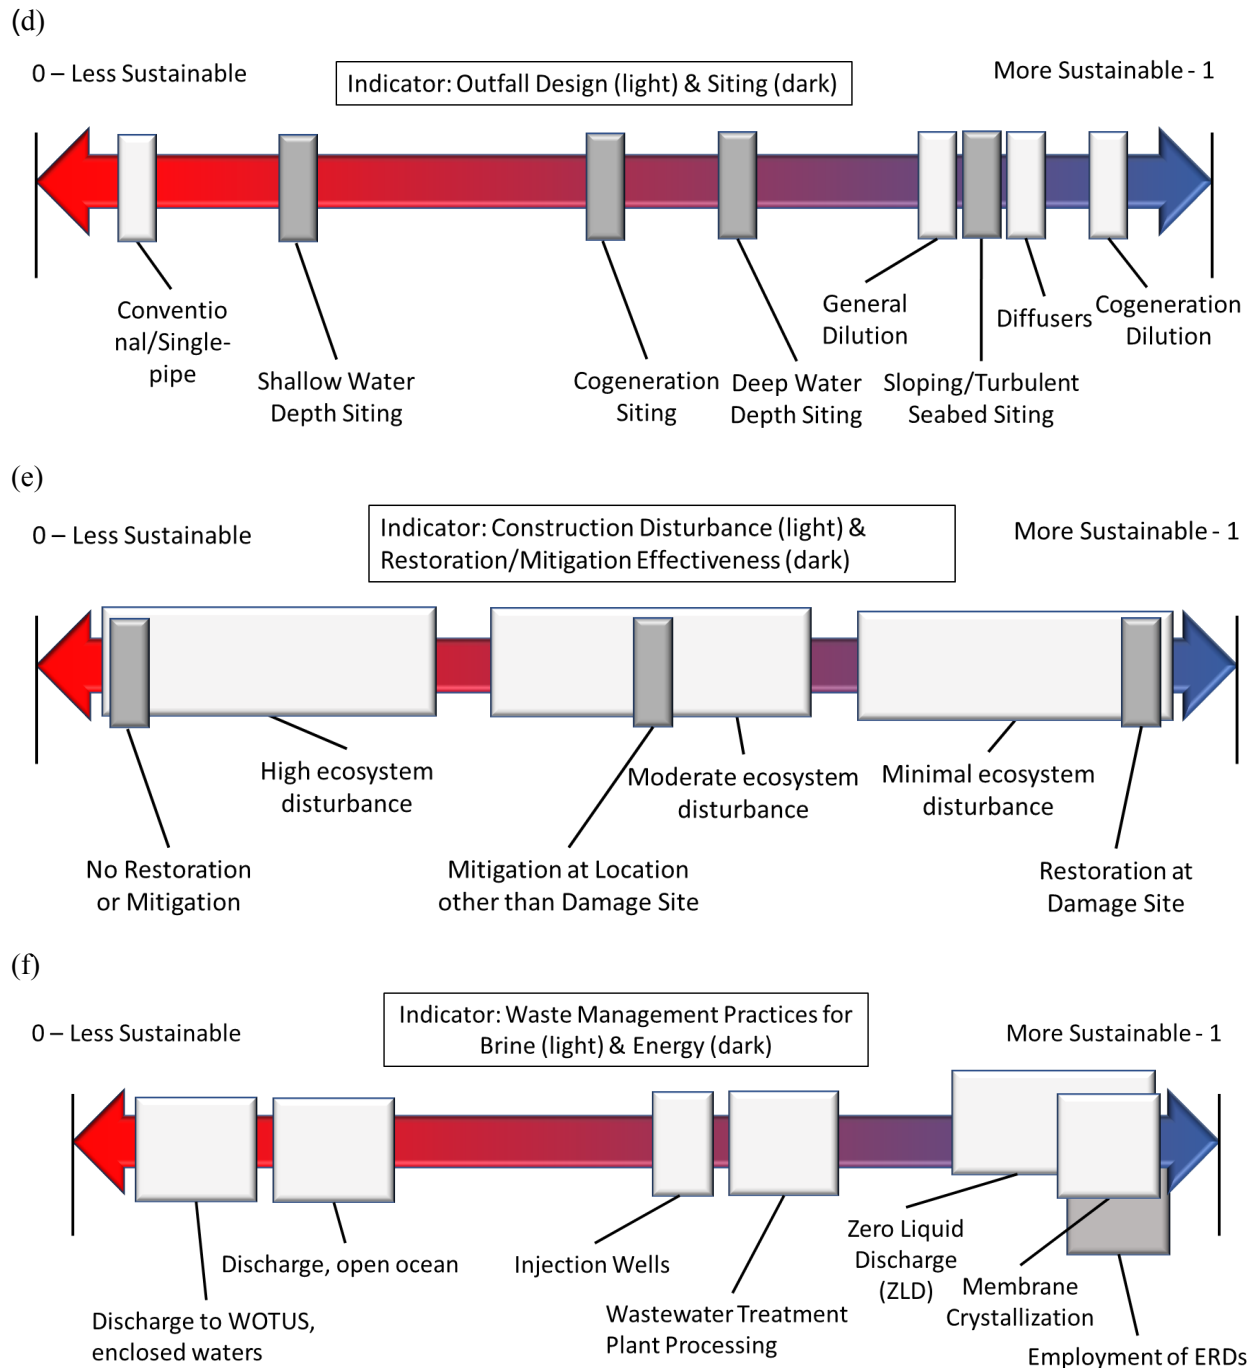 (d)
0 – Less Sustainable
Indicator: Outfall Design (light) & Siting (dark)
More Sustainable - 1
Conventio
nal/Single-
pipe
Shallow Water
Depth Siting
Cogeneration
Siting
Deep Water
Depth Siting
General
Dilution
Sloping/Turbulent
Seabed Siting
Diffusers
Cogeneration
Dilution
(e)
0 – Less Sustainable
Indicator: Construction Disturbance (light) &
Restoration/Mitigation Effectiveness (dark)
More Sustainable - 1
High ecosystem
disturbance
Moderate ecosystem
disturbance
Minimal ecosystem
disturbance
No Restoration
or Mitigation
Mitigation at Location
other than Damage Site
Restoration at
Damage Site
(f)
0 – Less Sustainable
Indicator: Waste Management Practices for
Brine (light) & Energy (dark)
More Sustainable - 1
Discharge to WOTUS,
enclosed waters
Discharge, open ocean
Injection Wells
Wastewater Treatment
Plant Processing
Zero Liquid
Discharge
(ZLD)
Membrane
Crystallization
Employment of ERDs